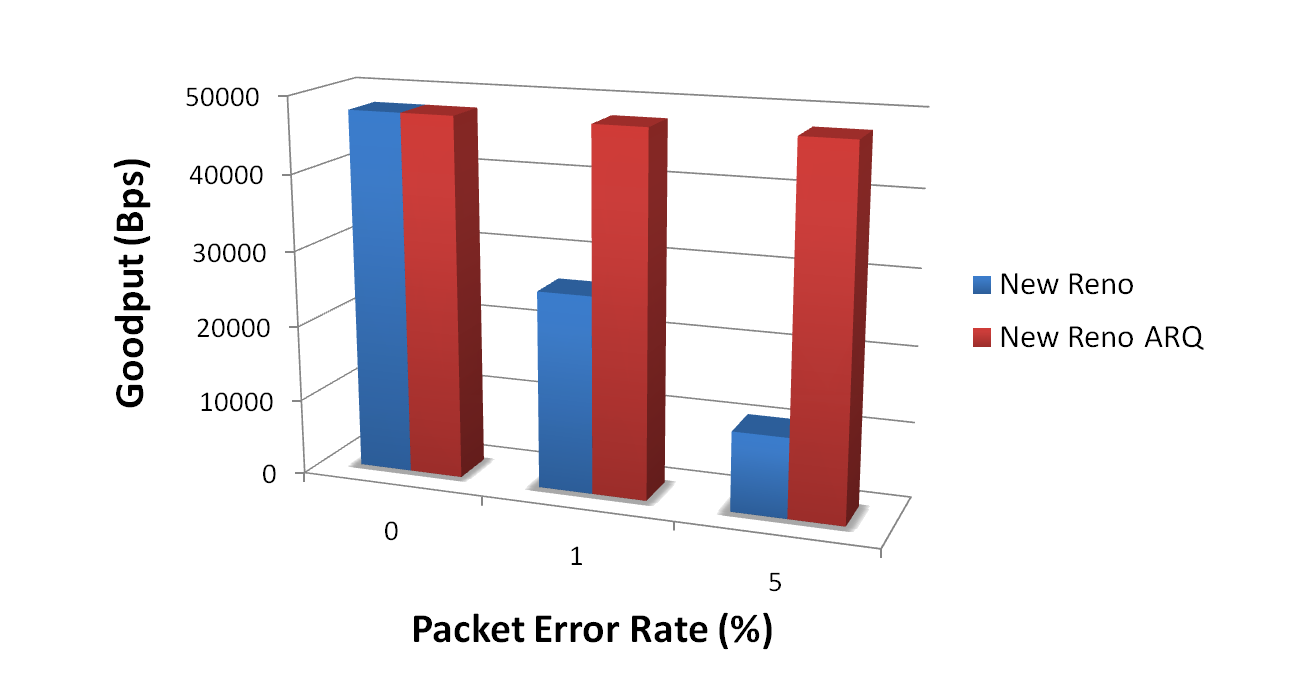 Goodput (Bps)
50000
40000
30000
20000
10000
0
0
1
5
Packet Error Rate (%)
New Reno
New Reno ARQ